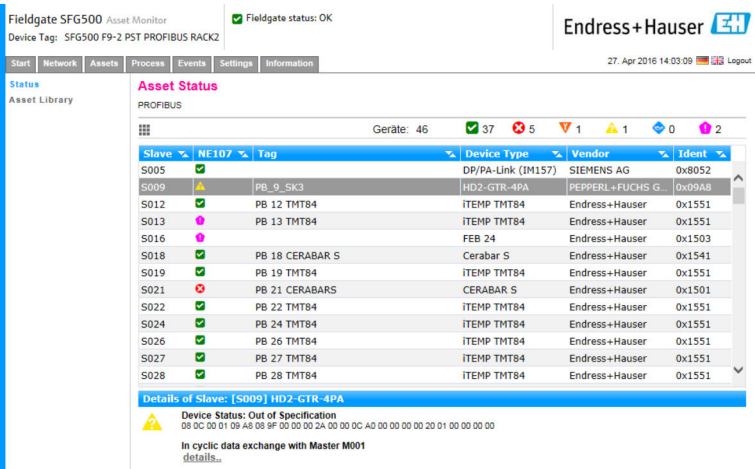 Fieldgate SFG500 Asset Monitor
Fieldgate status: OK
Device Tag: SFG500 F9-2
PST PROFIBUS RACK2
Endress+Hauser EH
Start Network Assets Process Events Settings Information
27. Apr 2016 14:03:09 Logout
Status
Asset Library
Asset Status
PROFIBUS
Geräte: 46 37 5 1 1 0 2
Slave NE107 Tag Device Type Vendor Ident
S005 DP/PA-Link (IM157) SIEMENS AG 0x8052
S009 PB_9_SK3 HD2-GTR-4PA PEPPERL+FUCHS G... 0x09A8
S012 PB 12 TMT84 iTEMP TMT84 Endress+Hauser 0x1551
S013 PB 13 TMT84 iTEMP TMT84 Endress+Hauser 0x1551
S016 FEB 24 Endress+Hauser 0x1503
S018 PB 18 CERABAR S Cerabar S Endress+Hauser 0x1541
S019 PB 19 TMT84 iTEMP TMT84 Endress+Hauser 0x1551
S021 PB 21 CERABARS CERABAR S Endress+Hauser 0x1501
S022 PB 22 TMT84 iTEMP TMT84 Endress+Hauser 0x1551
S024 PB 24 TMT84 iTEMP TMT84 Endress+Hauser 0x1551
S026 PB 26 TMT84 iTEMP TMT84 Endress+Hauser 0x1551
S027 PB 27 TMT84 iTEMP TMT84 Endress+Hauser 0x1551
S028 PB 28 TMT84 iTEMP TMT84 Endress+Hauser 0x1551
Details of Slave: [S009] HD2-GTR-4PA
Device Status: Out of Specification
08 0C 00 01 09 A8 08 9F 00 00 00 2A 00 00 0C A0 00 00 00 00 20 01 00 00 00 00
In cyclic data exchange with Master M001
details..